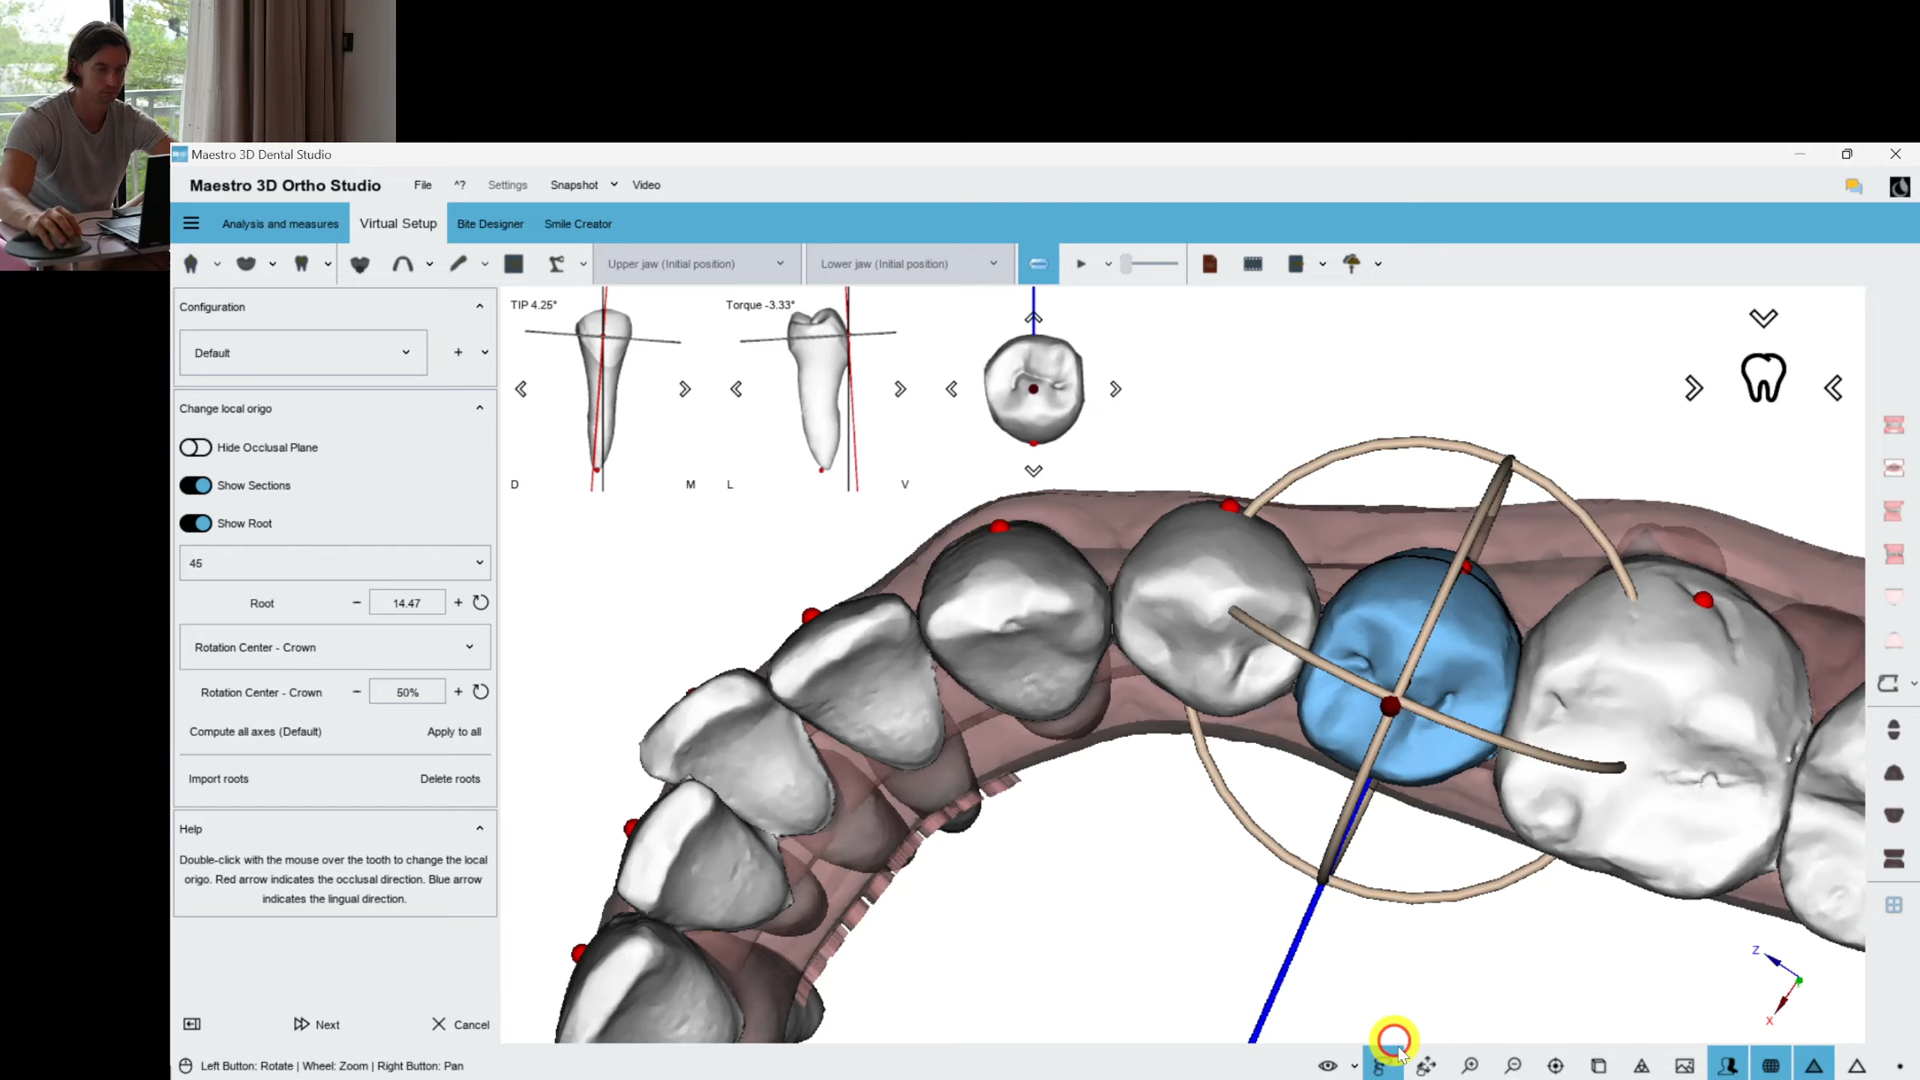 Maestro 3D Dental Studio
Maestro 3D Ortho Studio
File
^?
Settings
Snapshot
Video
Analysis and measures
Virtual Setup
Bite Designer
Smile Creator
Upper jaw (Initial position)
Lower jaw (Initial position)
Configuration
Default
Change local origo
Hide Occlusal Plane
Show Sections
Show Root
45
Root
14.47
Rotation Center - Crown
Rotation Center - Crown
50%
Compute all axes (Default)
Apply to all
Import roots
Delete roots
Help
Double-click with the mouse over the tooth to change the local
origo. Red arrow indicates the occlusal direction. Blue arrow
indicates the lingual direction.
Next
Cancel
Left Button: Rotate | Wheel: Zoom | Right Button: Pan
TIP 4.25°
D
M
Torque -3.33°
L
V
Z
X